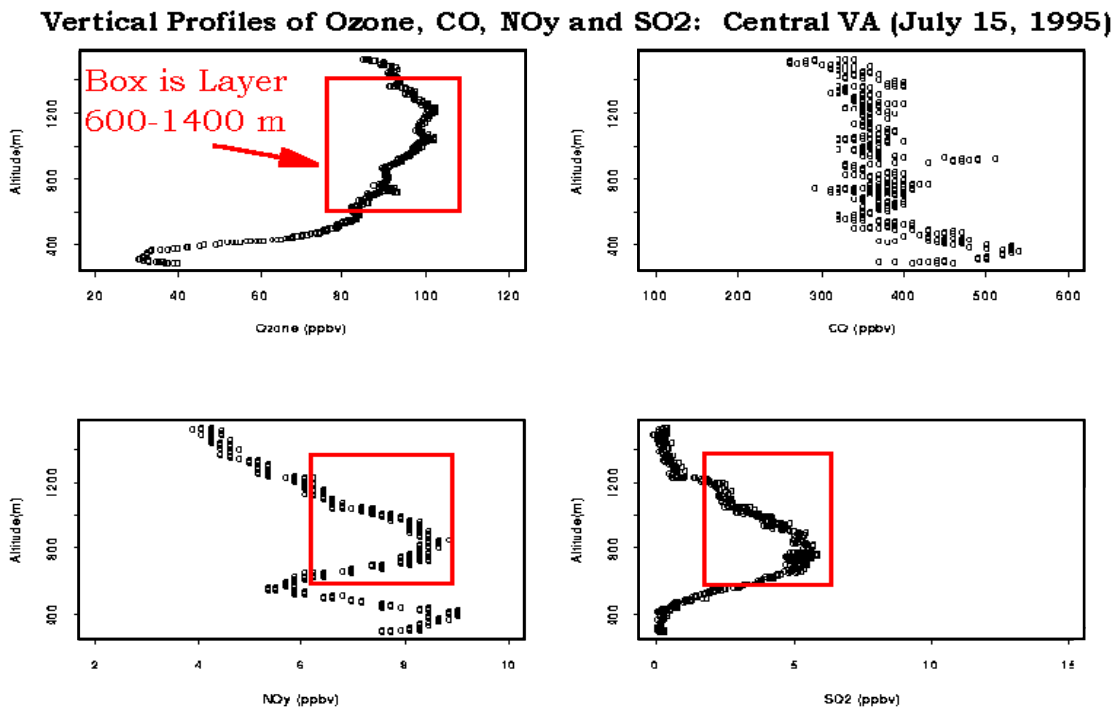 Vertical Profiles of Ozone, CO, NOy and SO2: Central VA (July 15, 1995)
Box is Layer
600-1400 m
Altitude(m)
1200
800
400
20 40 60 80 100 120
Ozone (ppbv)
Altitude(m)
1200
800
400
100 200 300 400 500 600
CO (ppbv)
Altitude(m)
1200
800
400
2 4 6 8 10
NOy (ppbv)
Altitude(m)
1200
800
400
0 5 10 15
SO2 (ppbv)